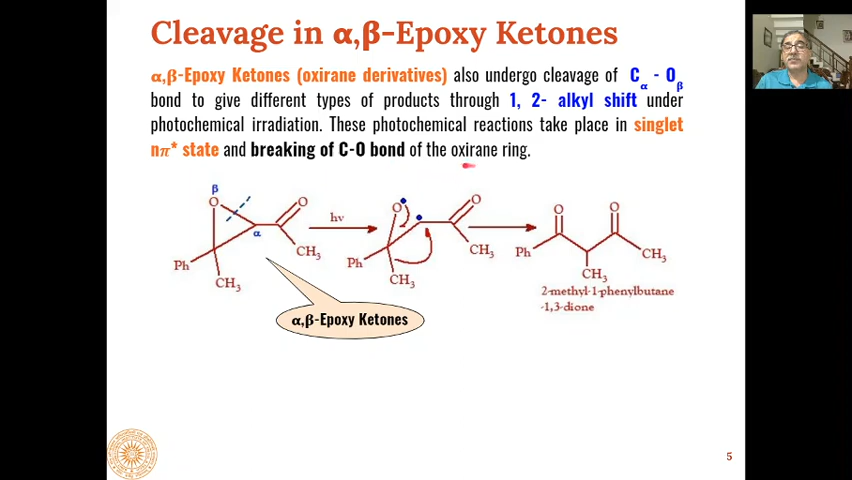 Cleavage in α,β-Epoxy Ketones
α,β-Epoxy Ketones (oxirane derivatives) also undergo cleavage of Cα - Oβ
bond to give different types of products through 1, 2- alkyl shift under
photochemical irradiation. These photochemical reactions take place in singlet
nπ* state and breaking of C-O bond of the oxirane ring.
β
O
α
O
Ph
CH3
CH3
hν
O
O
Ph
CH3
CH3
O
O
Ph
CH3
CH3
2-methyl-1-phenylbutane
-1,3-dione
α,β-Epoxy Ketones
5